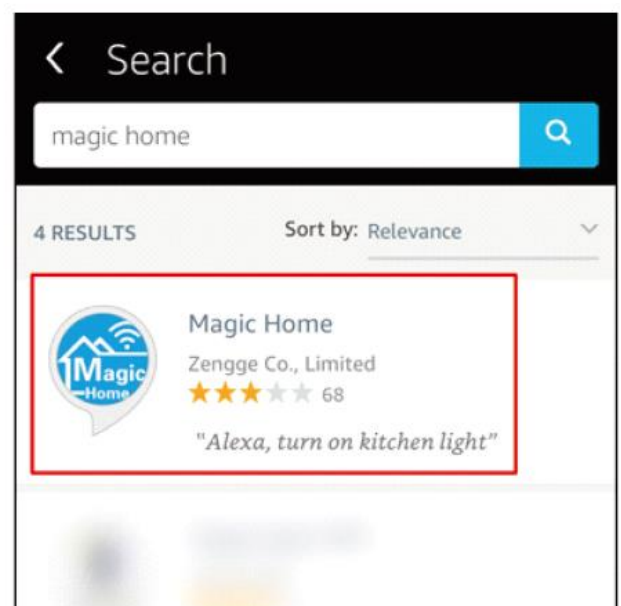 Search
magic home
4 RESULTS Sort by: Relevance
Magic Home
Magic
Home
Zengge Co., Limited
68
"Alexa, turn on kitchen light”